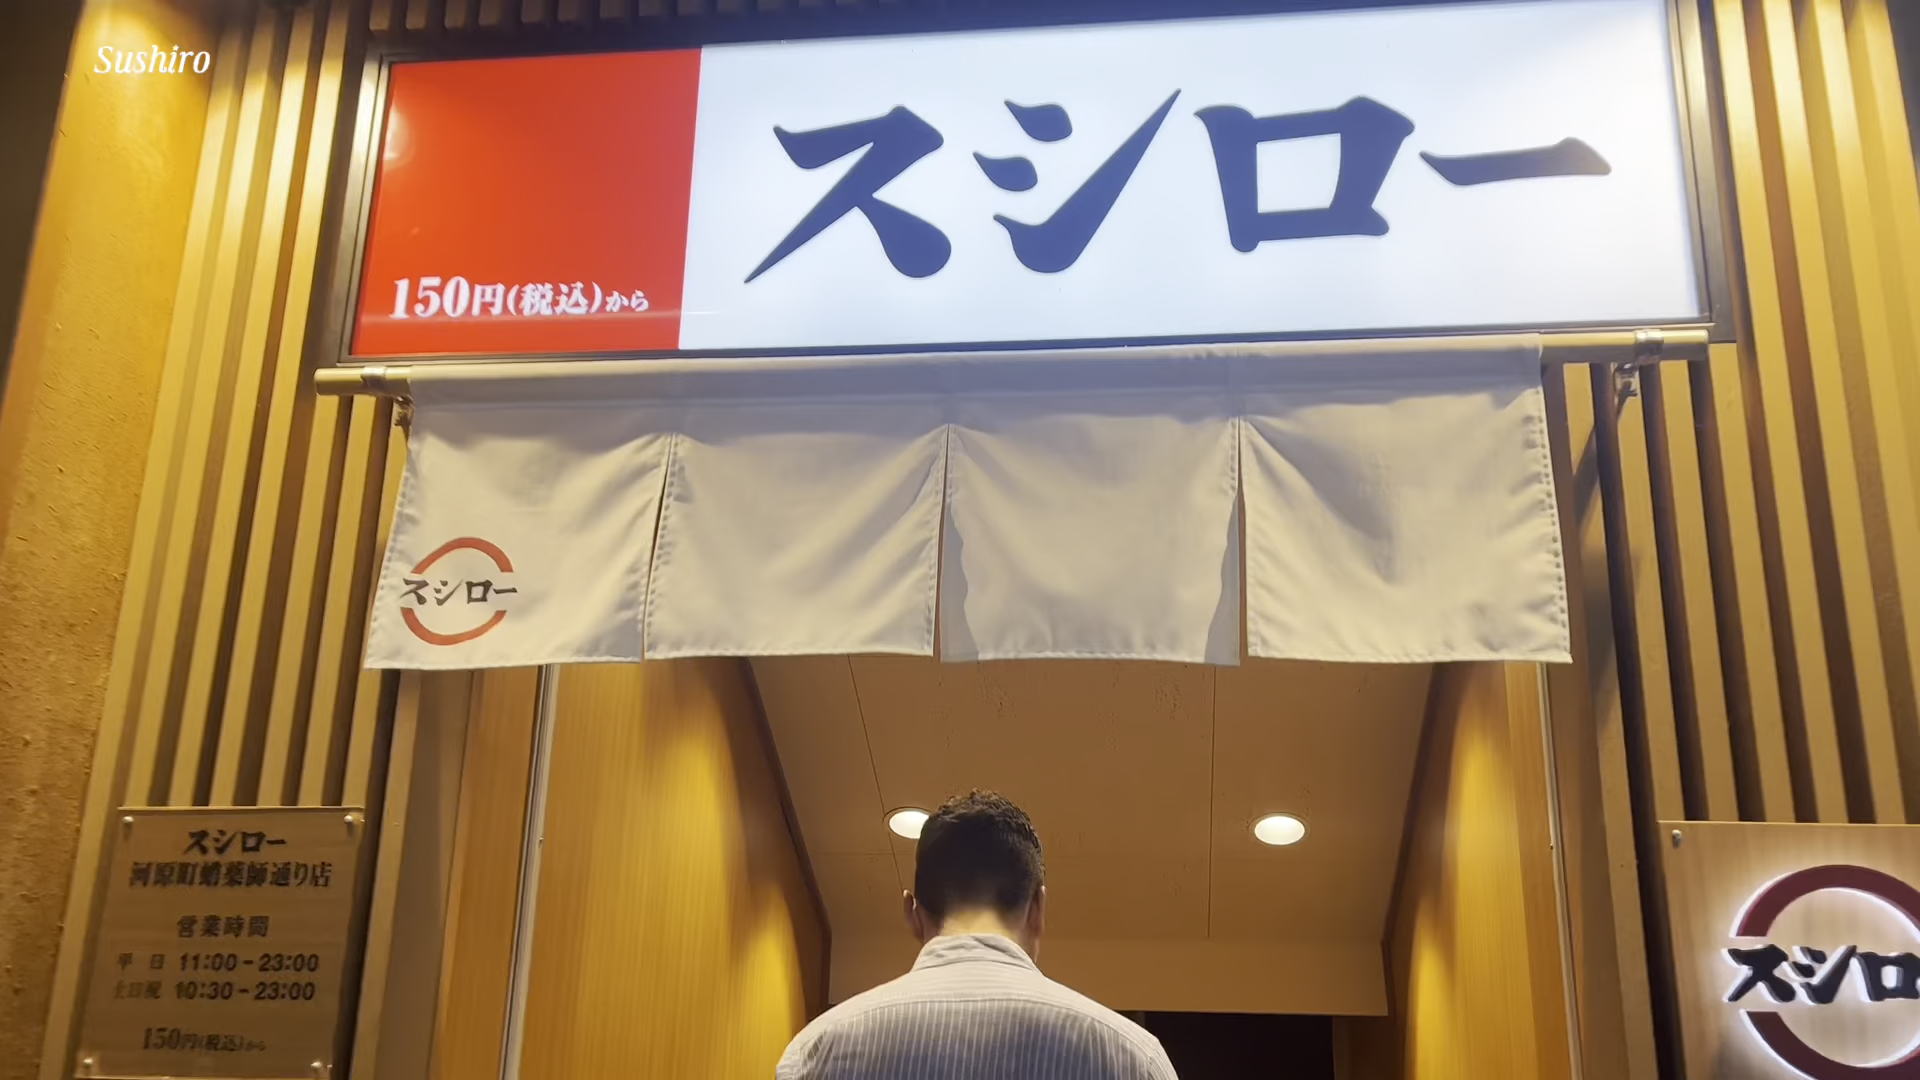 Sushiro
スシロー
150円(税込)から
スシロー
スシロー
河原町蛸薬師通り店
営業時間
平日 11:00-23:00
土日祝 10:30-23:00
150円(税込)から
スシロ